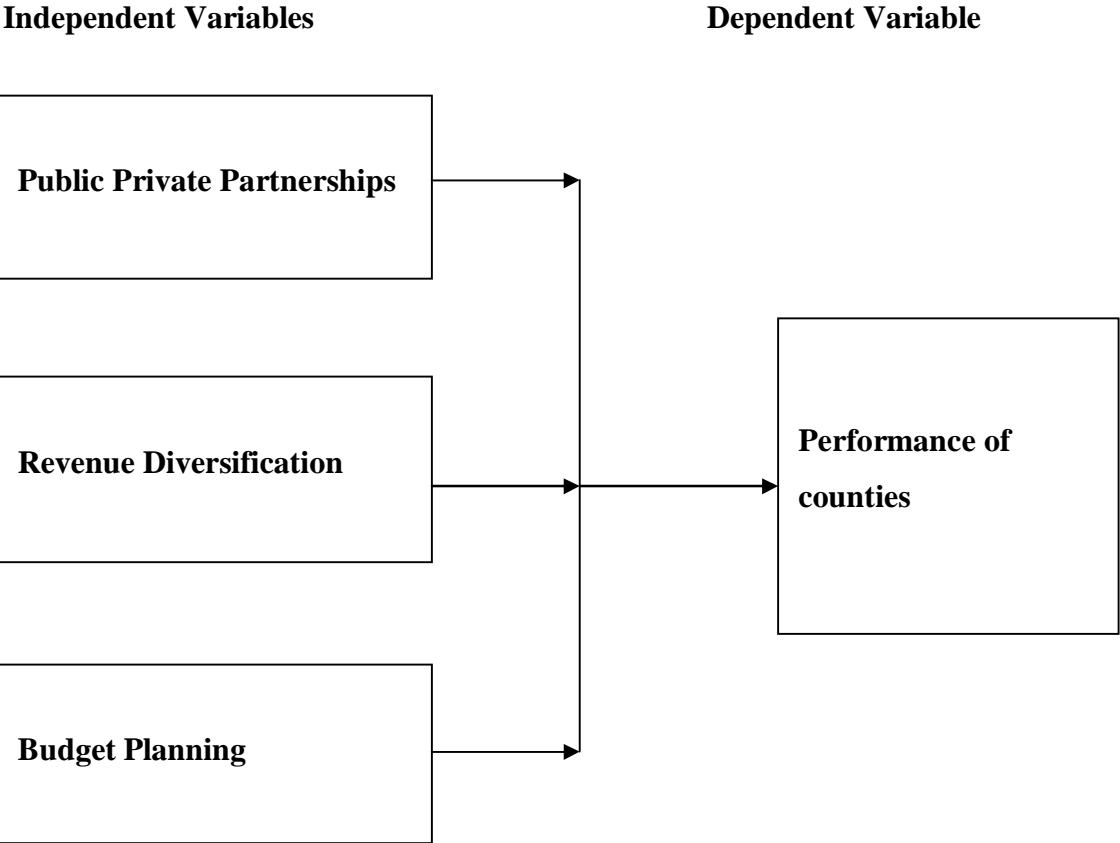 Independent Variables
Dependent Variable
Public Private Partnerships
Revenue Diversification
Performance of
counties
Budget Planning